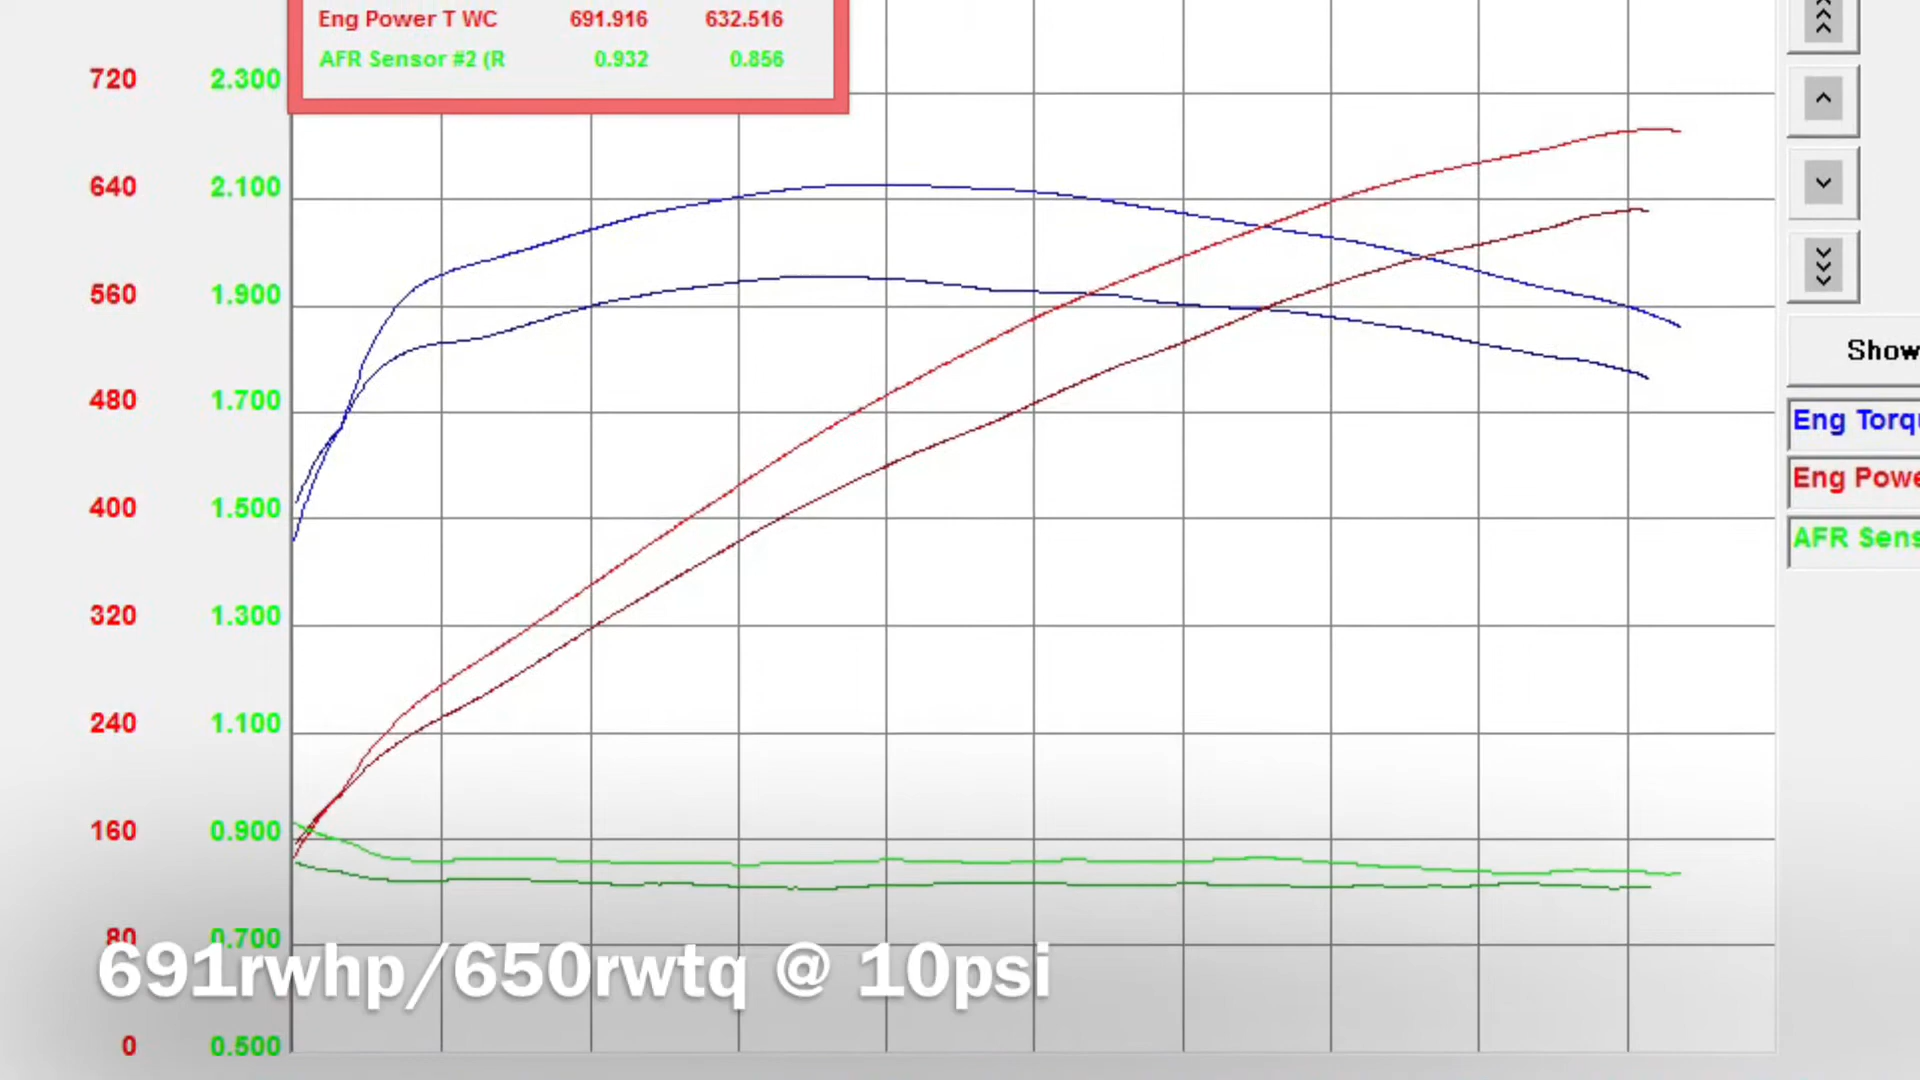 Eng Power T WC 691.916 632.516
AFR Sensor #2 (R 0.932 0.856
720 2.300
640 2.100
560 1.900
480 1.700
400 1.500
320 1.300
240 1.100
160 0.900
80 0.700
0 0.500
Show
Eng Torqu
Eng Powe
AFR Sens
691rwhp/650rwtq @ 10psi